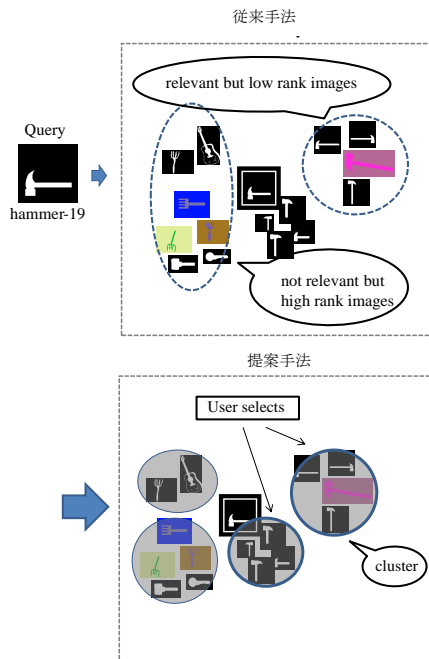 従来手法
relevant but low rank images
Query
hammer-19
not relevant but
high rank images
提案手法
User selects
cluster